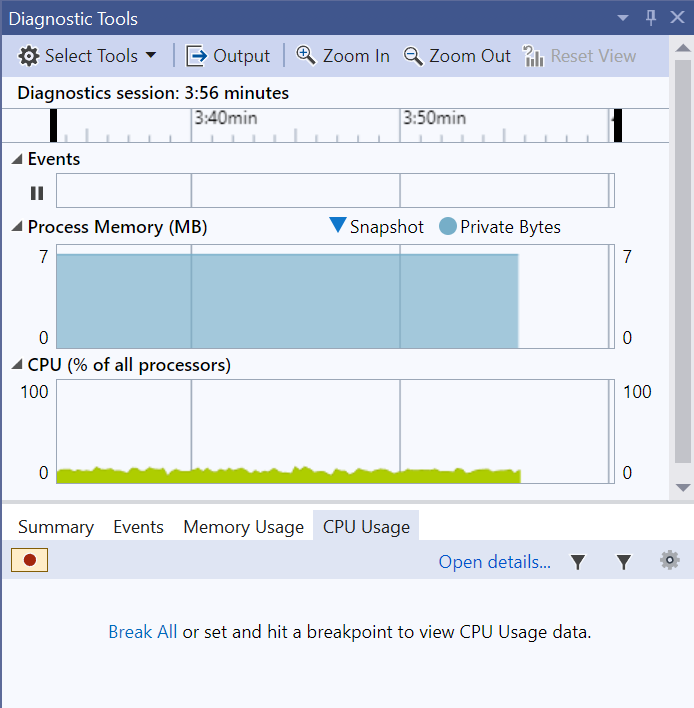 Diagnostic Tools
Select Tools Output Zoom In Zoom Out Reset View
Diagnostics session: 3:56 minutes
3:40min 3:50min
Events
Process Memory (MB) Snapshot Private Bytes
7 7
0 0
CPU (% of all processors)
100 100
0 0
Summary Events Memory Usage CPU Usage
Open details...
Break All or set and hit a breakpoint to view CPU Usage data.